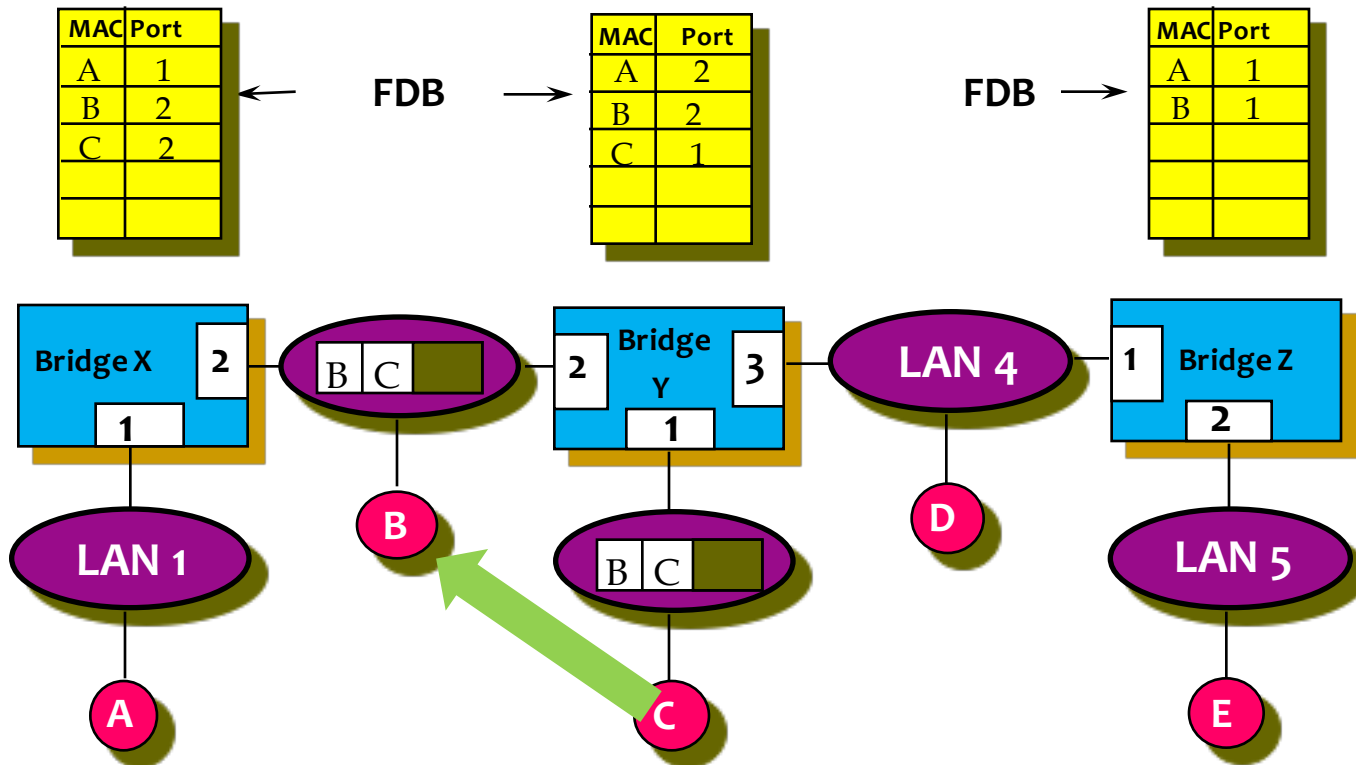 MAC Port
A 1
B 2
C 2
FDB
MAC Port
A 2
B 2
C 1
FDB
MAC Port
A 1
B 1
Bridge X
2
1
B C
2
Bridge
Y
3
1
LAN 4
1
Bridge Z
2
B
D
LAN 1
B C
LAN 5
A
C
E